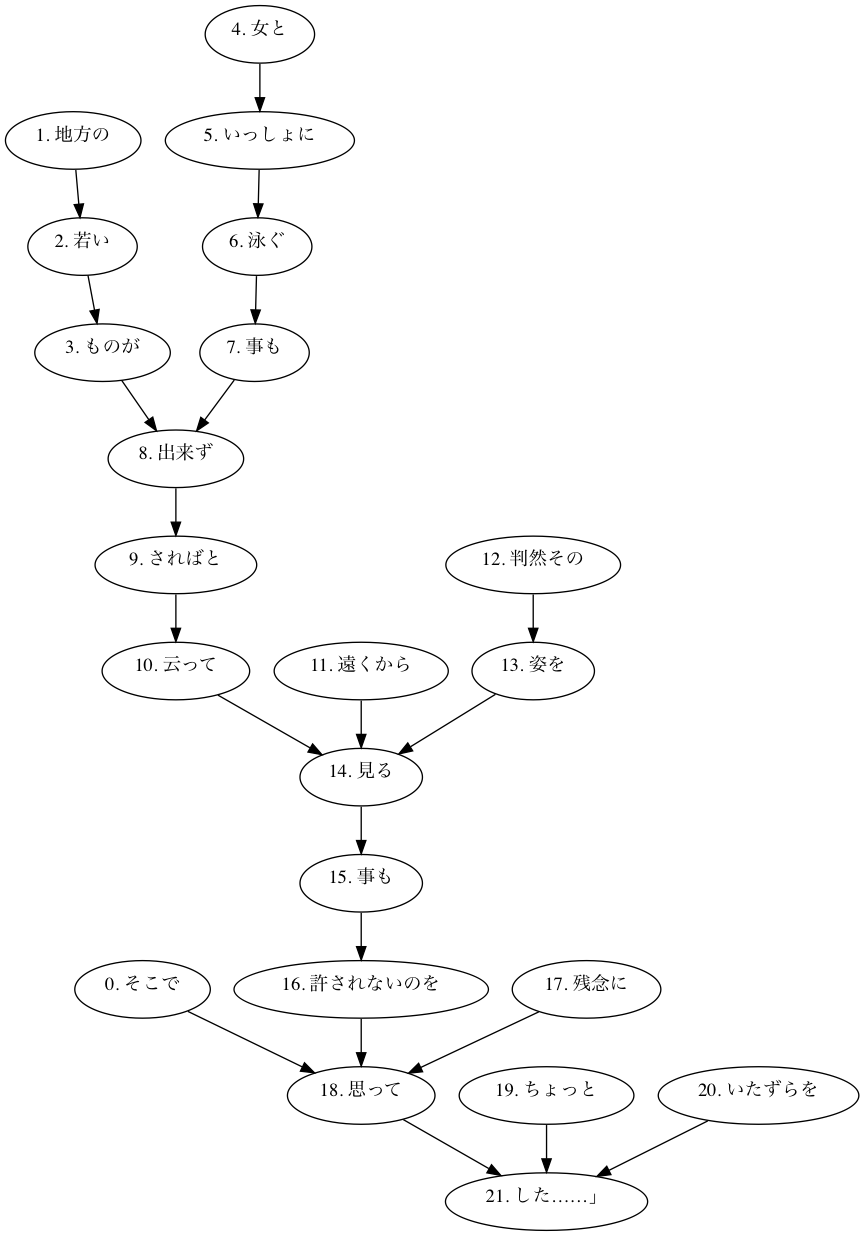 4. 女と
1. 地方の
5. いっしょに
2. 若い
6. 泳ぐ
3. ものが
7. 事も
8. 出来ず
9. さればと
12. 判然その
10. 云って
11. 遠くから
13. 姿を
14. 見る
15. 事も
0. そこで
16. 許されないのを
17. 残念に
18. 思って
19. ちょっと
20. いたずらを
21. した……」